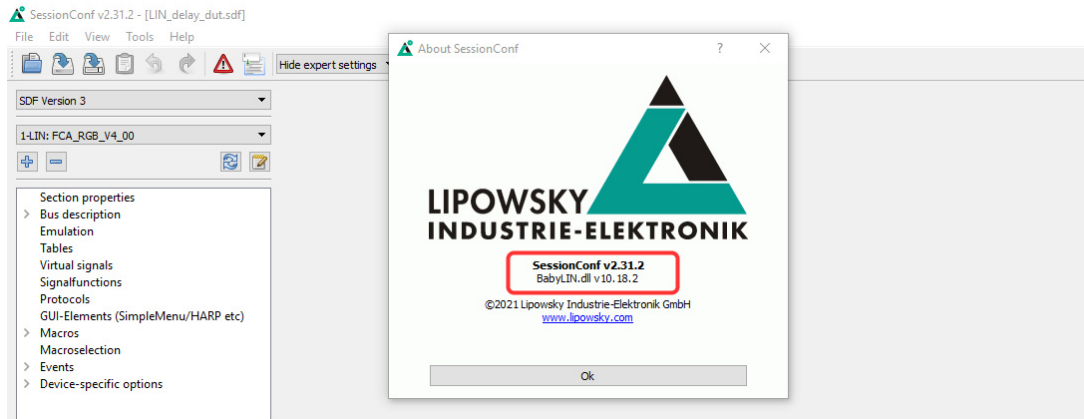 SessionConf v2.31.2 - [LIN_delay_dut.sdf]
File Edit View Tools Help
Hide expert settings
SDF Version 3
1-LIN: FCA_RGB_V4_00
Section properties
Bus description
Emulation
Tables
Virtual signals
Signalfunctions
Protocols
GUI-Elements (SimpleMenu/HARP etc)
Macros
Macroselection
Events
Device-specific options
About SessionConf
LIPOWSKY
INDUSTRIE-ELEKTRONIK
SessionConf v2.31.2
BabyLIN.dll v10.18.2
©2021 Lipowsky Industrie-Elektronik GmbH
www.lipowsky.com
Ok